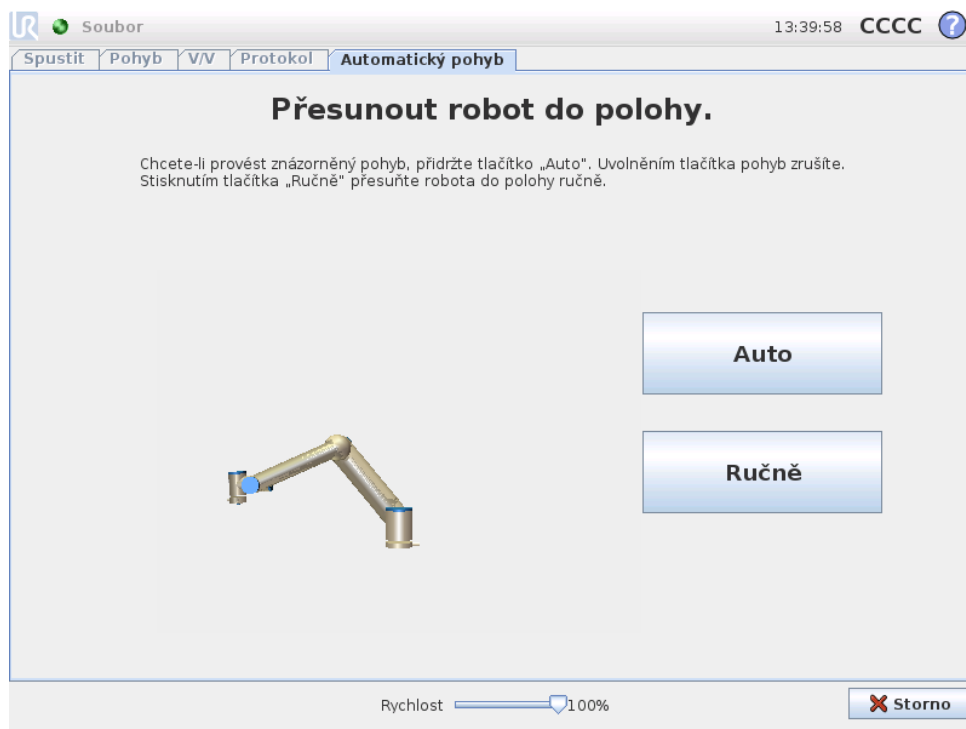 UR
Soubor
13:39:58 CCCC ?
Spustit Pohyb V/V Protokol Automatický pohyb
Přesunout robot do polohy.
Chcete-li provést znázorněný pohyb, přidržte tlačítko „Auto". Uvolněním tlačítka pohyb zrušíte.
Stisknutím tlačítka „Ručně" přesuňte robota do polohy ručně.
Auto
Ručně
Rychlost 100%
Storno